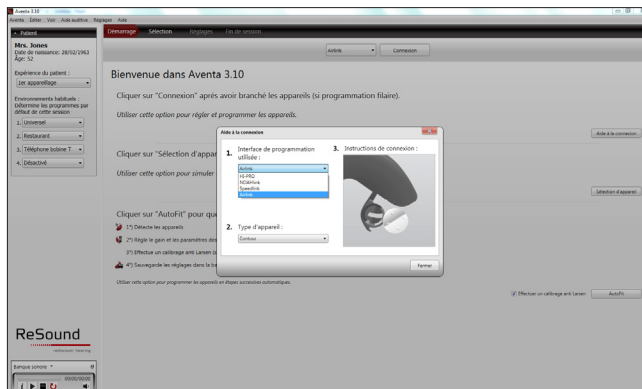 Aventa 3.10
Aventa Editer Voir Aide auditive Réglages Aide
Patient
Mrs. Jones
Date de naissance: 28/02/1963
Âge: 52
Expérience du patient :
1er appareillage
Environnements habituels :
Détermine les programmes par
défaut de cette session
1. Universel
2. Restaurant
3. Téléphone bobine T
4. Désactivé
ReSound
Banque sonore
00:00/00:00
Démarrage Sélection Réglages Fin de session
Airlink Connexion
Bienvenue dans Aventa 3.10
Cliquer sur "Connexion" après avoir branché les appareils (si programmation filaire).
Utiliser cette option pour régler et programmer les appareils.
Aide à la connexion
Cliquer sur "Sélection d'appar
Utiliser cette option pour simuler
Sélection d'appareil
Cliquer sur "AutoFit" pour que
1*) Détecte les appareils
2*) Règle le gain et les paramètres des
3*) Effectue un calibrage anti Larsen (s
4*) Sauvegarde les réglages dans la ba
Utiliser cette option pour programmer les appareils en étapes successives automatiques.
Effectuer un calibrage anti Larsen AutoFit
Aide à la connexion
1. Interface de programmation
utilisée :
Airlink
HI-PRO
NOAHlink
Speedlink
Airlink
2. Type d'appareil :
Contour
3. Instructions de connexion :
Fermer